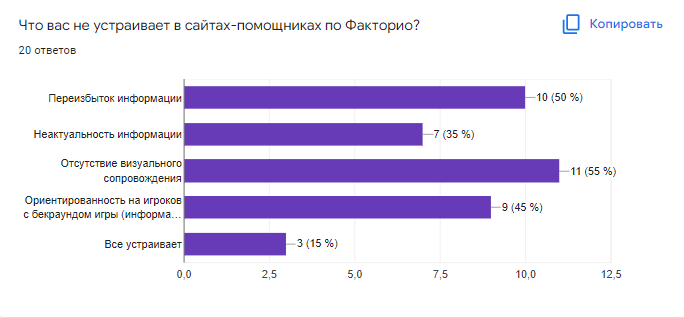 Что вас не устраивает в сайтах-помощниках по Факторио?
Копировать
20 ответов
Переизбыток информации
10 (50 %)
Неактуальность информации
7 (35 %)
Отсутствие визуального
сопровождения
11 (55 %)
Ориентированность на игроков
с бекраундом игры (информа…
9 (45 %)
Все устраивает
3 (15 %)
0,0 2,5 5,0 7,5 10,0 12,5